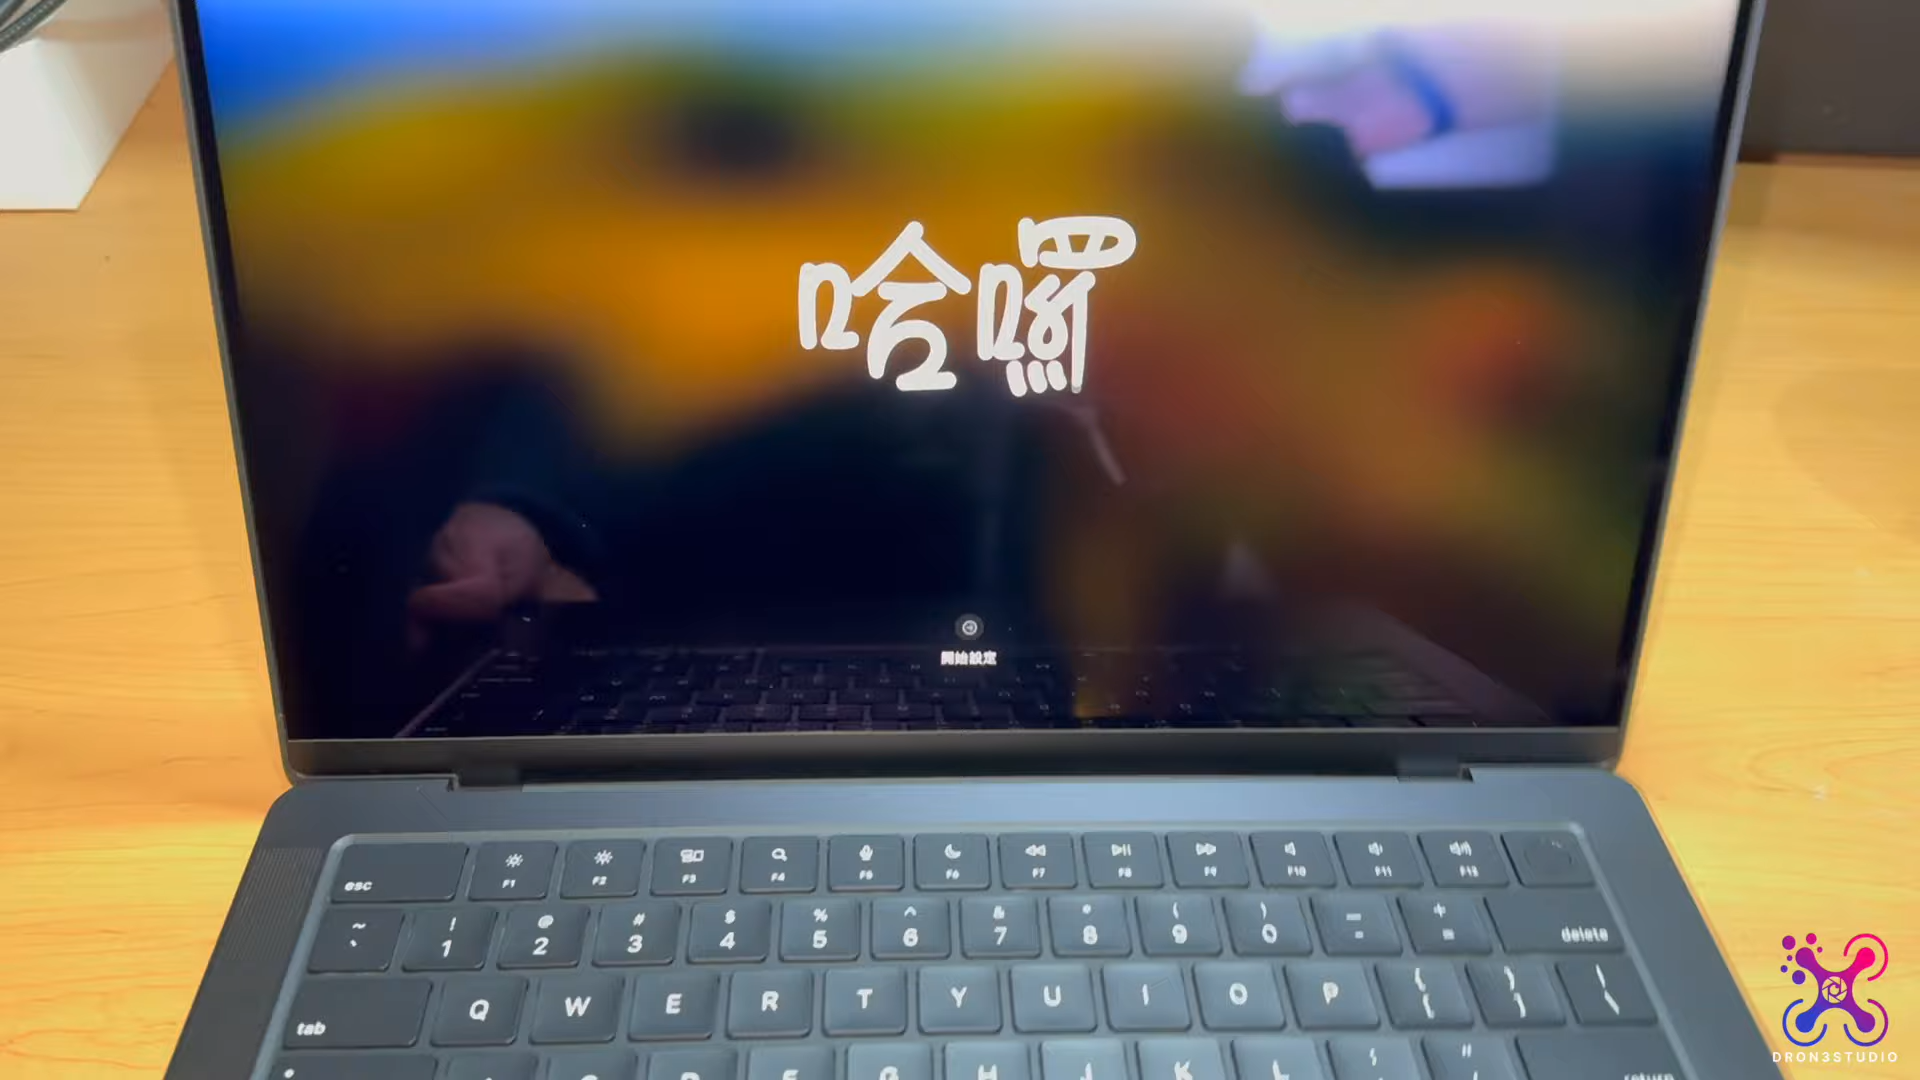 哈囉
開始設定
esc F1 F2 F3 F4 F5 F6 F7 F8 F9 F10 F11 F12
~ ! @ # $ % ^ & * ( ) — +
` 1 2 3 4 5 6 7 8 9 0 - = delete
tab Q W E R T Y U I O P { [ } ] | \
G H J K L " return
DRON3STUDIO